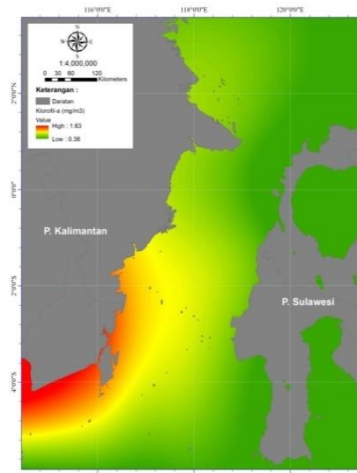 116°0'0"E 118°0'0"E 120°0'0"E
N
W E
S
1:4,000,000
0 30 60 120
Kilometers
Keterangan :
Daratan
Klorofil-a (mg/m3)
Value
High : 1.63
Low : 0.36
2°0'0"N
0°0'0"
2°0'0"S
4°0'0"S
P. Kalimantan
P. Sulawesi